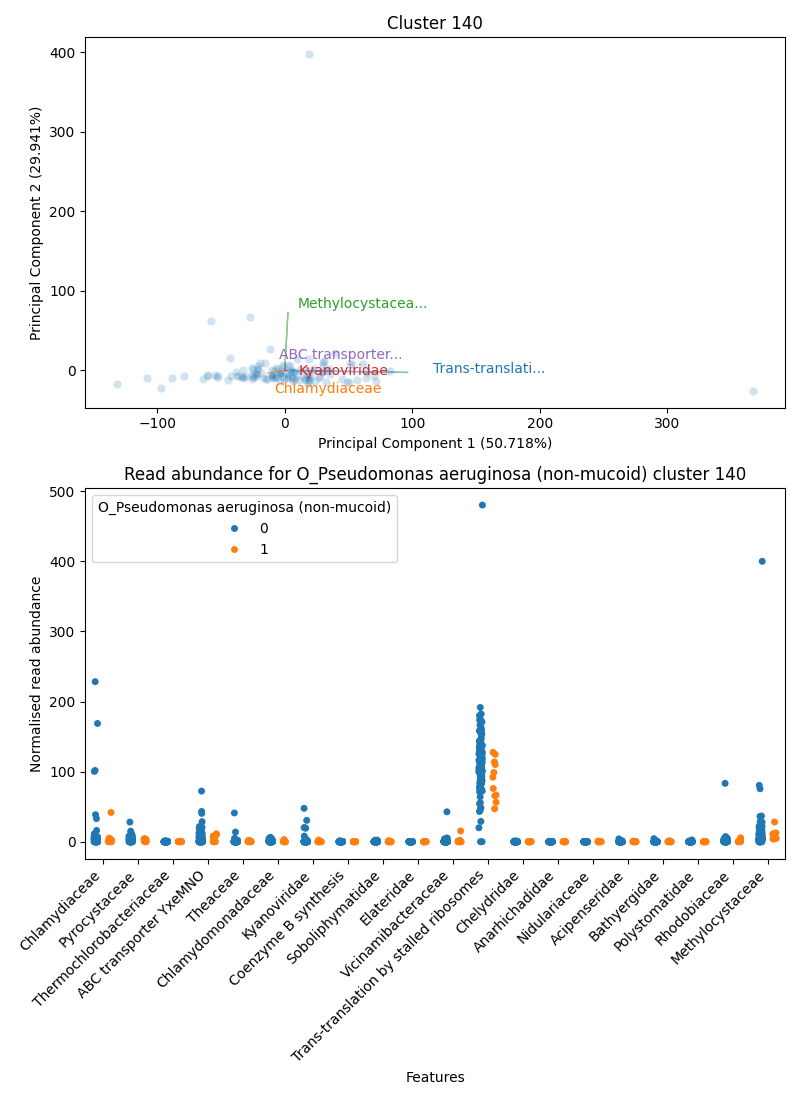 Cluster 140
400
300
200
100
0
Principal Component 2 (29.941%)
Methylocystacea...
ABC transporter...
Kyanoviridae
Trans-translati...
Chlamydiaceae
−100
0
100
200
300
Principal Component 1 (50.718%)
Read abundance for O_Pseudomonas aeruginosa (non-mucoid) cluster 140
500
400
300
200
100
0
Normalised read abundance
O_Pseudomonas aeruginosa (non-mucoid)
0
1
Chlamydiaceae
Pyrocystaceae
Thermochlorobacteriaceae
ABC transporter YxeMNO
Theaceae
Chlamydomonadaceae
Kyanoviridae
Coenzyme B synthesis
Soboliphymatidae
Elateridae
Vicinamibacteraceae
Trans-translation by stalled ribosomes
Chelydridae
Anarhichadidae
Nidulariaceae
Acipenseridae
Bathyergidae
Polystomatidae
Rhodobiaceae
Methylocystaceae
Features